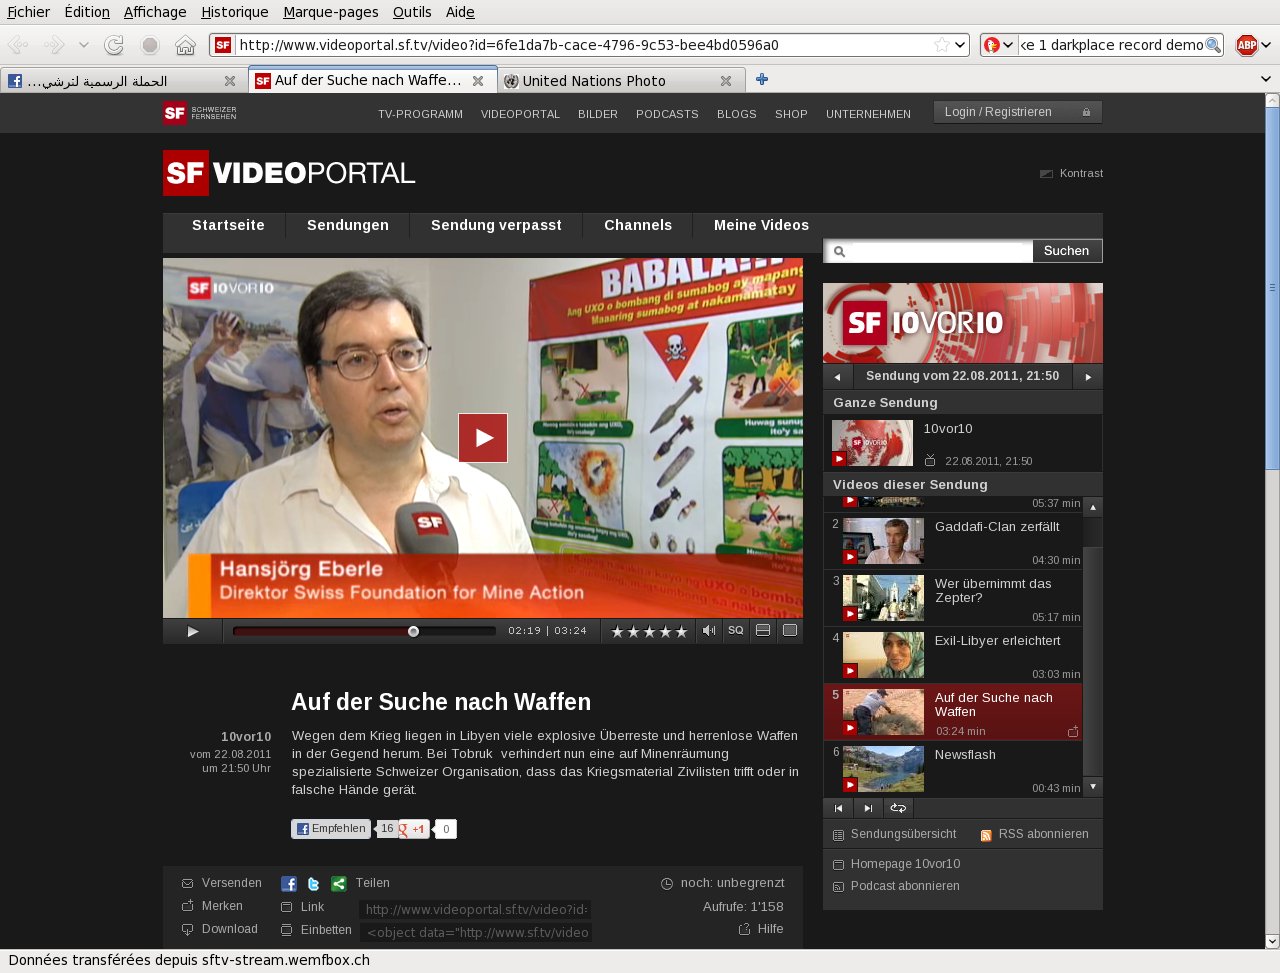 Fichier Édition Affichage Historique Marque-pages Outils Aide
http://www.videoportal.sf.tv/video?id=6fe1da7b-cace-4796-9c53-bee4bd0596a0
ke 1 darkplace record demo
ABP
الحملة الرسمية لترشي...
SF Auf der Suche nach Waffe...
United Nations Photo
SF SCHWEIZER FERNSEHEN
TV-PROGRAMM VIDEOPORTAL BILDER PODCASTS BLOGS SHOP UNTERNEHMEN
Login / Registrieren
SF VIDEOPORTAL
Kontrast
Startseite Sendungen Sendung verpasst Channels Meine Videos
Suchen
SF 10VOR10
BABALA!!!
Ang UXO o bombang di sumabog ay mapang
Maaring sumabog at nakamamatay
SF
Hansjörg Eberle
Direktor Swiss Foundation for Mine Action
02:19 | 03:24
SQ
SF 10VOR10
Sendung vom 22.08.2011, 21:50
Ganze Sendung
SF 10VOR10
10vor10
22.08.2011, 21:50
Videos dieser Sendung
05:37 min
2 Gaddafi-Clan zerfällt
04:30 min
3 Wer übernimmt das
Zepter?
05:17 min
4 Exil-Libyer erleichtert
03:03 min
5 Auf der Suche nach
Waffen
03:24 min
6 Newsflash
00:43 min
Sendungsübersicht RSS abonnieren
Homepage 10vor10
Podcast abonnieren
Auf der Suche nach Waffen
10vor10
vom 22.08.2011
um 21:50 Uhr
Wegen dem Krieg liegen in Libyen viele explosive Überreste und herrenlose Waffen
in der Gegend herum. Bei Tobruk verhindert nun eine auf Minenräumung
spezialisierte Schweizer Organisation, dass das Kriegsmaterial Zivilisten trifft oder in
falsche Hände gerät.
Empfehlen 16 +1 0
Versenden Teilen noch: unbegrenzt
Merken Link http://www.videoportal.sf.tv/video?id= Aufrufe: 1'158
Download Einbetten <object data="http://www.sf.tv/video Hilfe
Données transférées depuis sftv-stream.wemfbox.ch